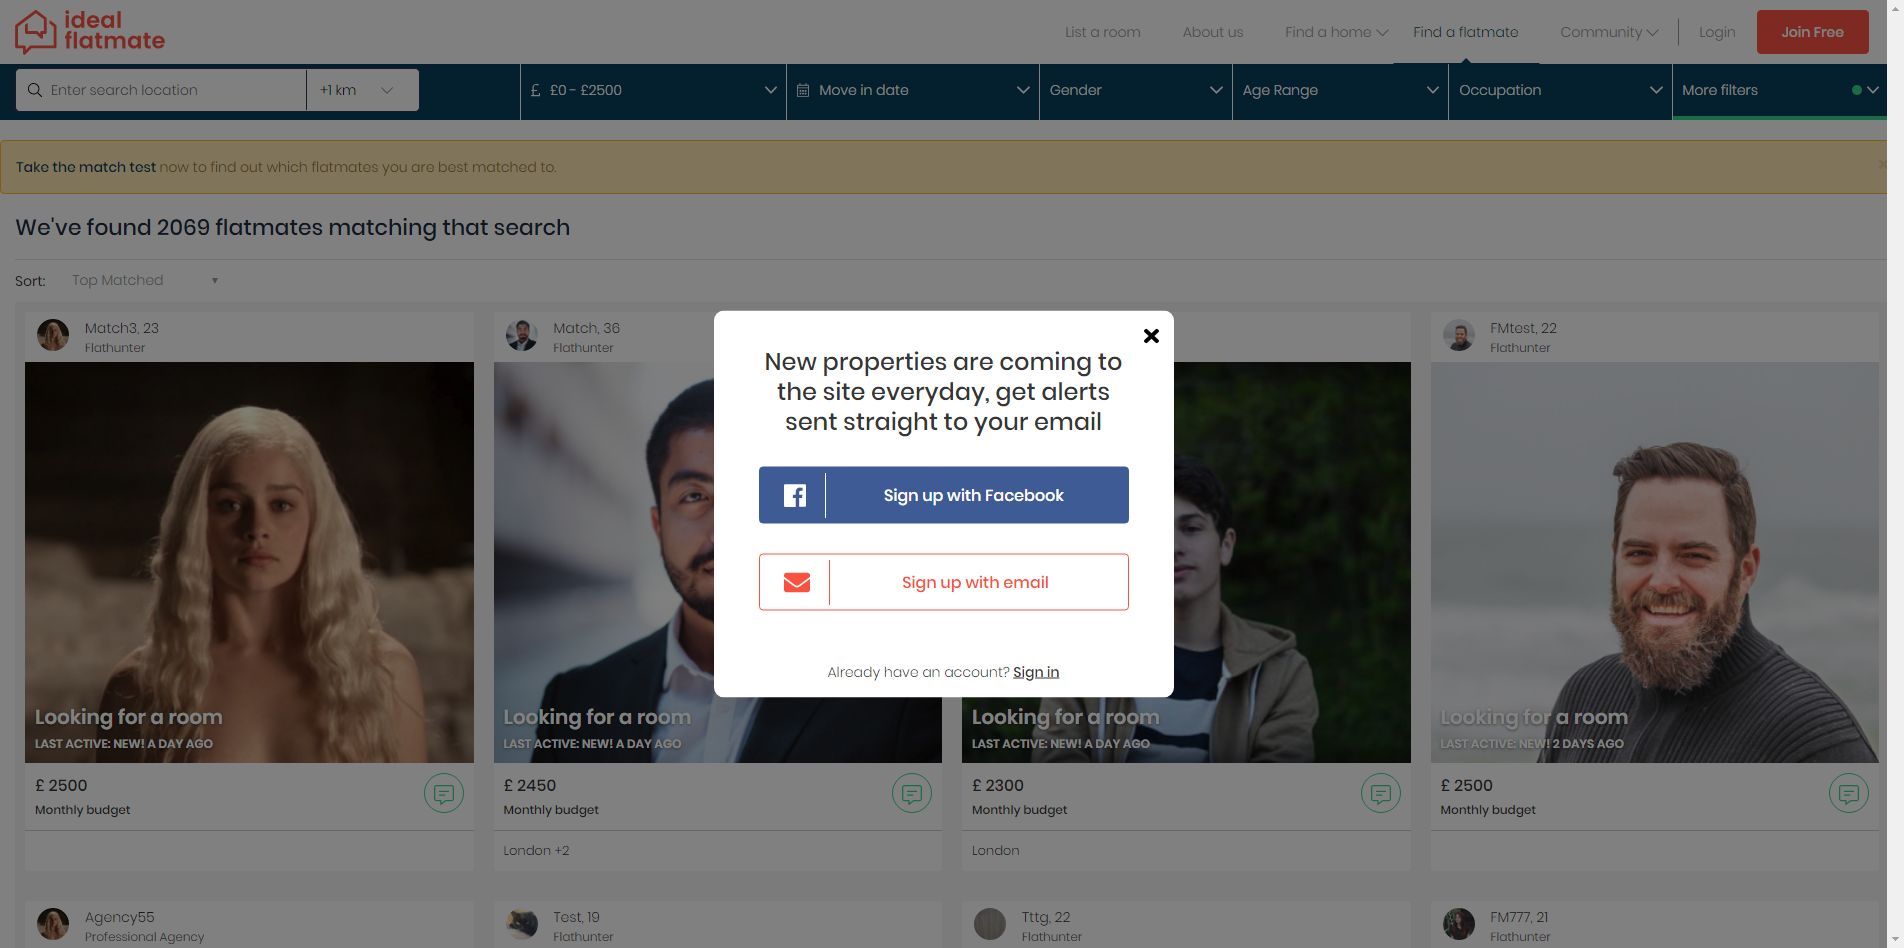 ideal
flatmate
List a room
About us
Find a home
Find a flatmate
Community
Login
Join Free
Enter search location
+1 km
£ £0 - £2500
Move in date
Gender
Age Range
Occupation
More filters
Take the match test now to find out which flatmates you are best matched to.
We've found 2069 flatmates matching that search
Sort: Top Matched
Match3, 23
Flathunter
Match, 36
Flathunter
FMtest, 22
Flathunter
New properties are coming to
the site everyday, get alerts
sent straight to your email
Sign up with Facebook
Sign up with email
Already have an account? Sign in
Looking for a room
LAST ACTIVE: NEW! A DAY AGO
Looking for a room
LAST ACTIVE: NEW! A DAY AGO
Looking for a room
LAST ACTIVE: NEW! A DAY AGO
Looking for a room
LAST ACTIVE: NEW! 2 DAYS AGO
£ 2500
Monthly budget
£ 2450
Monthly budget
London +2
£ 2300
Monthly budget
London
£ 2500
Monthly budget
Agency55
Professional Agency
Test, 19
Flathunter
Tttg, 22
Flathunter
FM777, 21
Flathunter